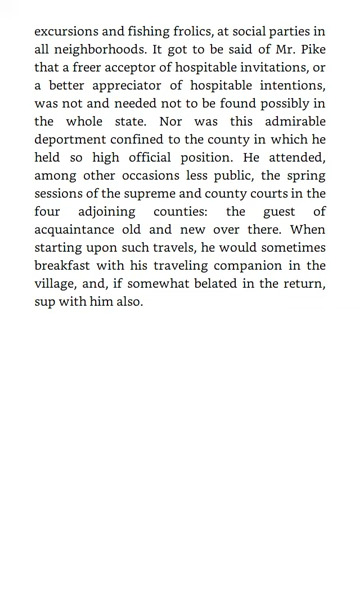 excursions and fishing frolics, at social parties in
all neighborhoods. It got to be said of Mr. Pike
that a freer acceptor of hospitable invitations, or
a better appreciator of hospitable intentions,
was not and needed not to be found possibly in
the whole state. Nor was this admirable
deportment confined to the county in which he
held so high official position. He attended,
among other occasions less public, the spring
sessions of the supreme and county courts in the
four adjoining counties: the guest of
acquaintance old and new over there. When
starting upon such travels, he would sometimes
breakfast with his traveling companion in the
village, and, if somewhat belated in the return,
sup with him also.